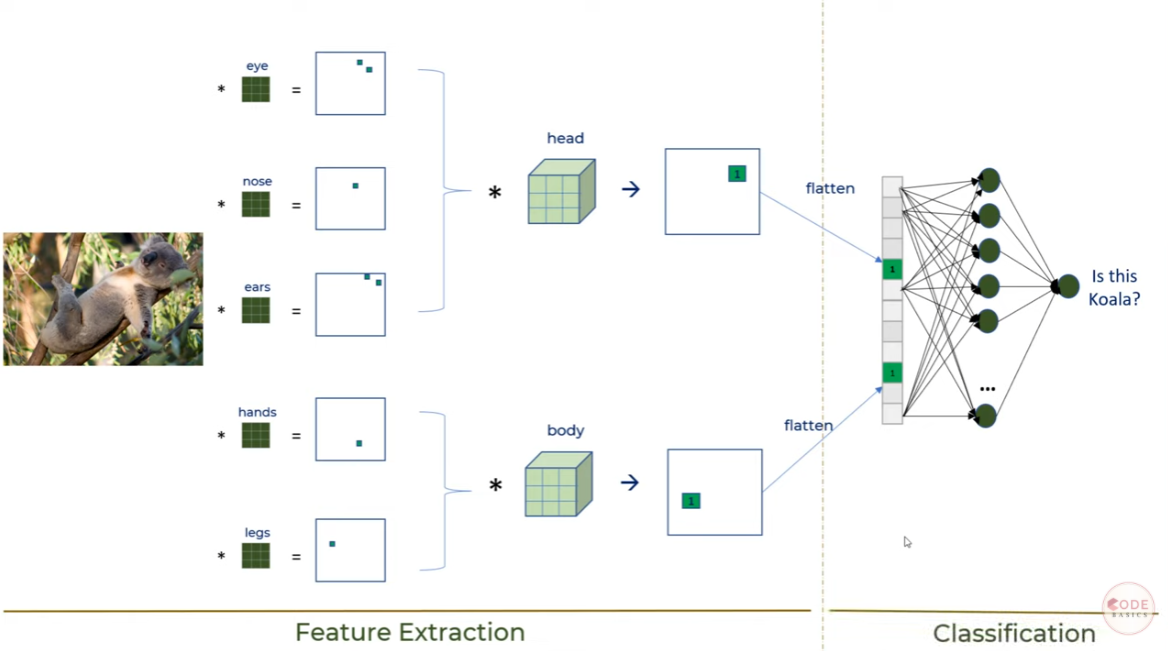 eye
*
=
nose
*
=
ears
*
=
head
*
→
1
flatten
1
Is this
Koala?
hands
*
=
legs
*
=
body
*
→
1
flatten
1
...
Feature Extraction
Classification
CODE
BASICS